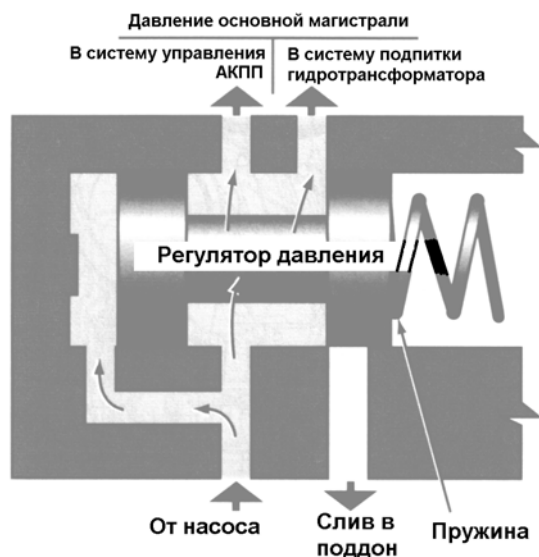 Давление основной магистрали
В систему управления
АКПП
В систему подпитки
гидротрансформатора
Регулятор давления
От насоса
Слив в
поддон
Пружина